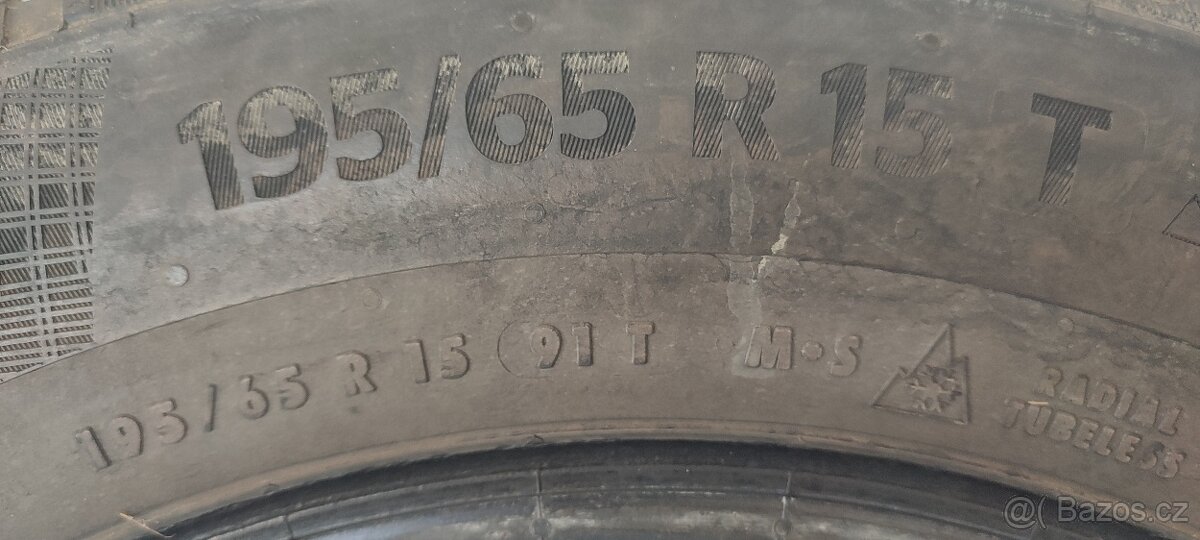 195/65 R 15 T
195/65 R 15 91 T M•S
RADIAL
TUBELESS
@( Bazos.cz